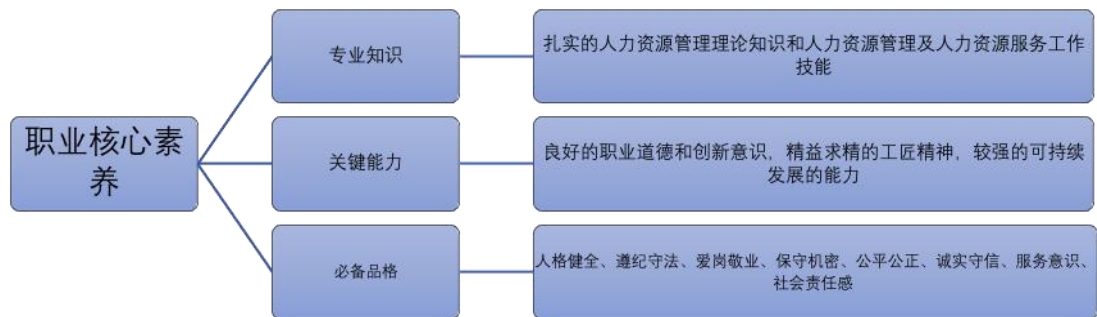 职业核心素
养
专业知识
扎实的人力资源管理理论知识和人力资源管理及人力资源服务工作
技能
关键能力
良好的职业道德和创新意识，精益求精的工匠精神，较强的可持续
发展的能力
必备品格
人格健全、遵纪守法、爱岗敬业、保守机密、公平公正、诚实守信、服务意识、
社会责任感